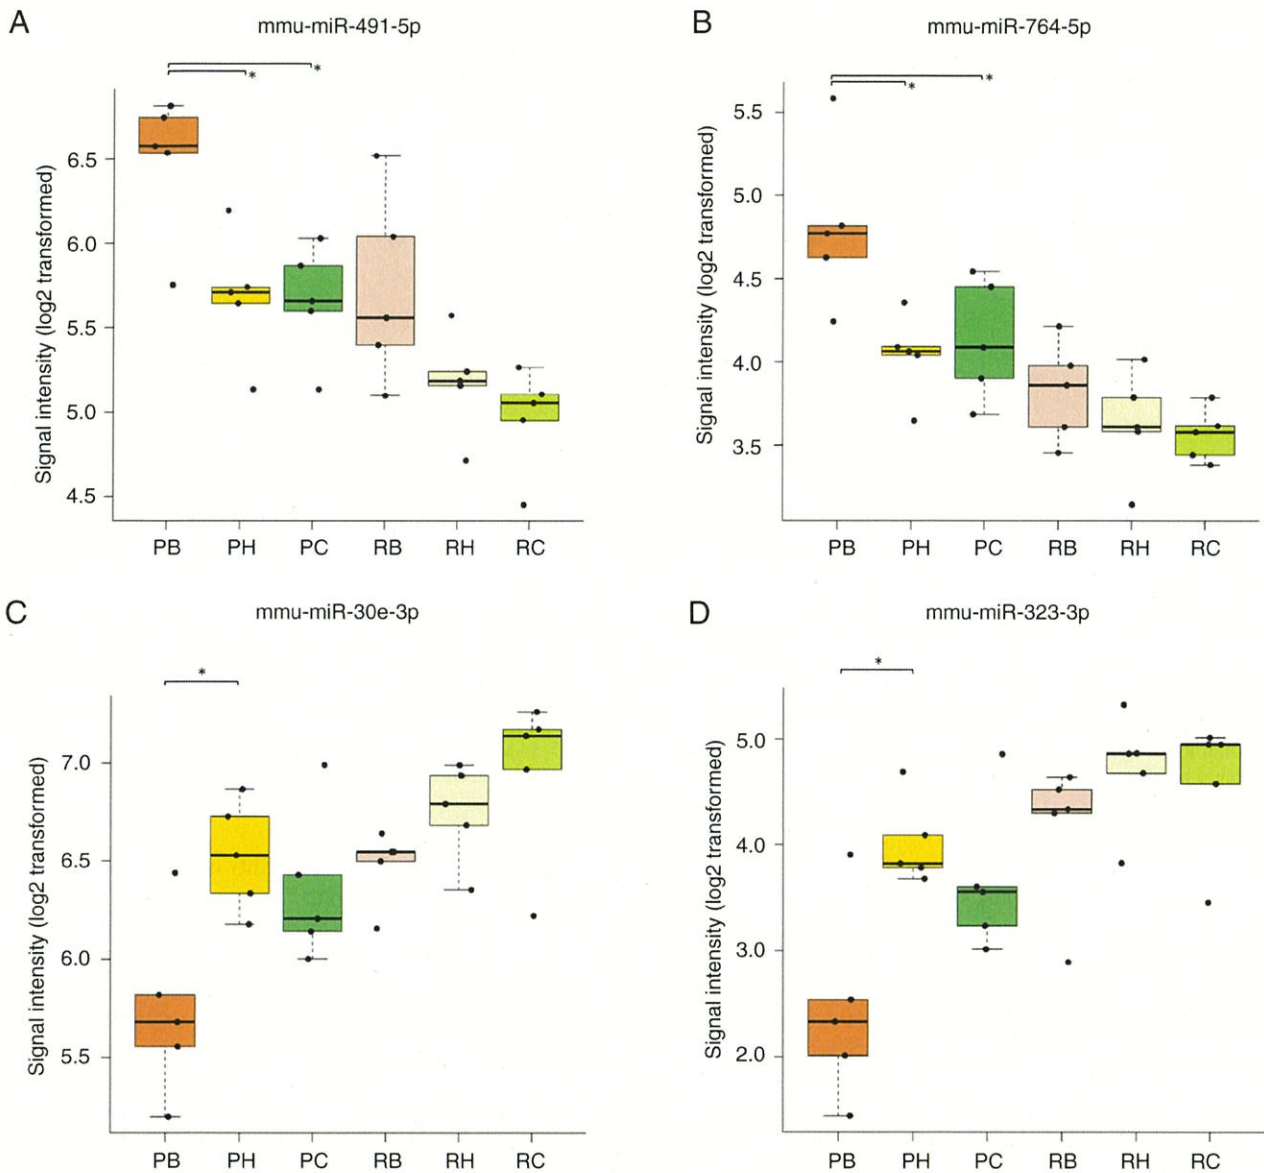 A
mmu-miR-491-5p
*
*
Signal intensity (log2 transformed)
6.5
6.0
5.5
5.0
4.5
PB PH PC RB RH RC
B
mmu-miR-764-5p
*
*
Signal intensity (log2 transformed)
5.5
5.0
4.5
4.0
3.5
PB PH PC RB RH RC
C
mmu-miR-30e-3p
*
Signal intensity (log2 transformed)
7.0
6.5
6.0
5.5
PB PH PC RB RH RC
D
mmu-miR-323-3p
*
Signal intensity (log2 transformed)
5.0
4.0
3.0
2.0
PB PH PC RB RH RC